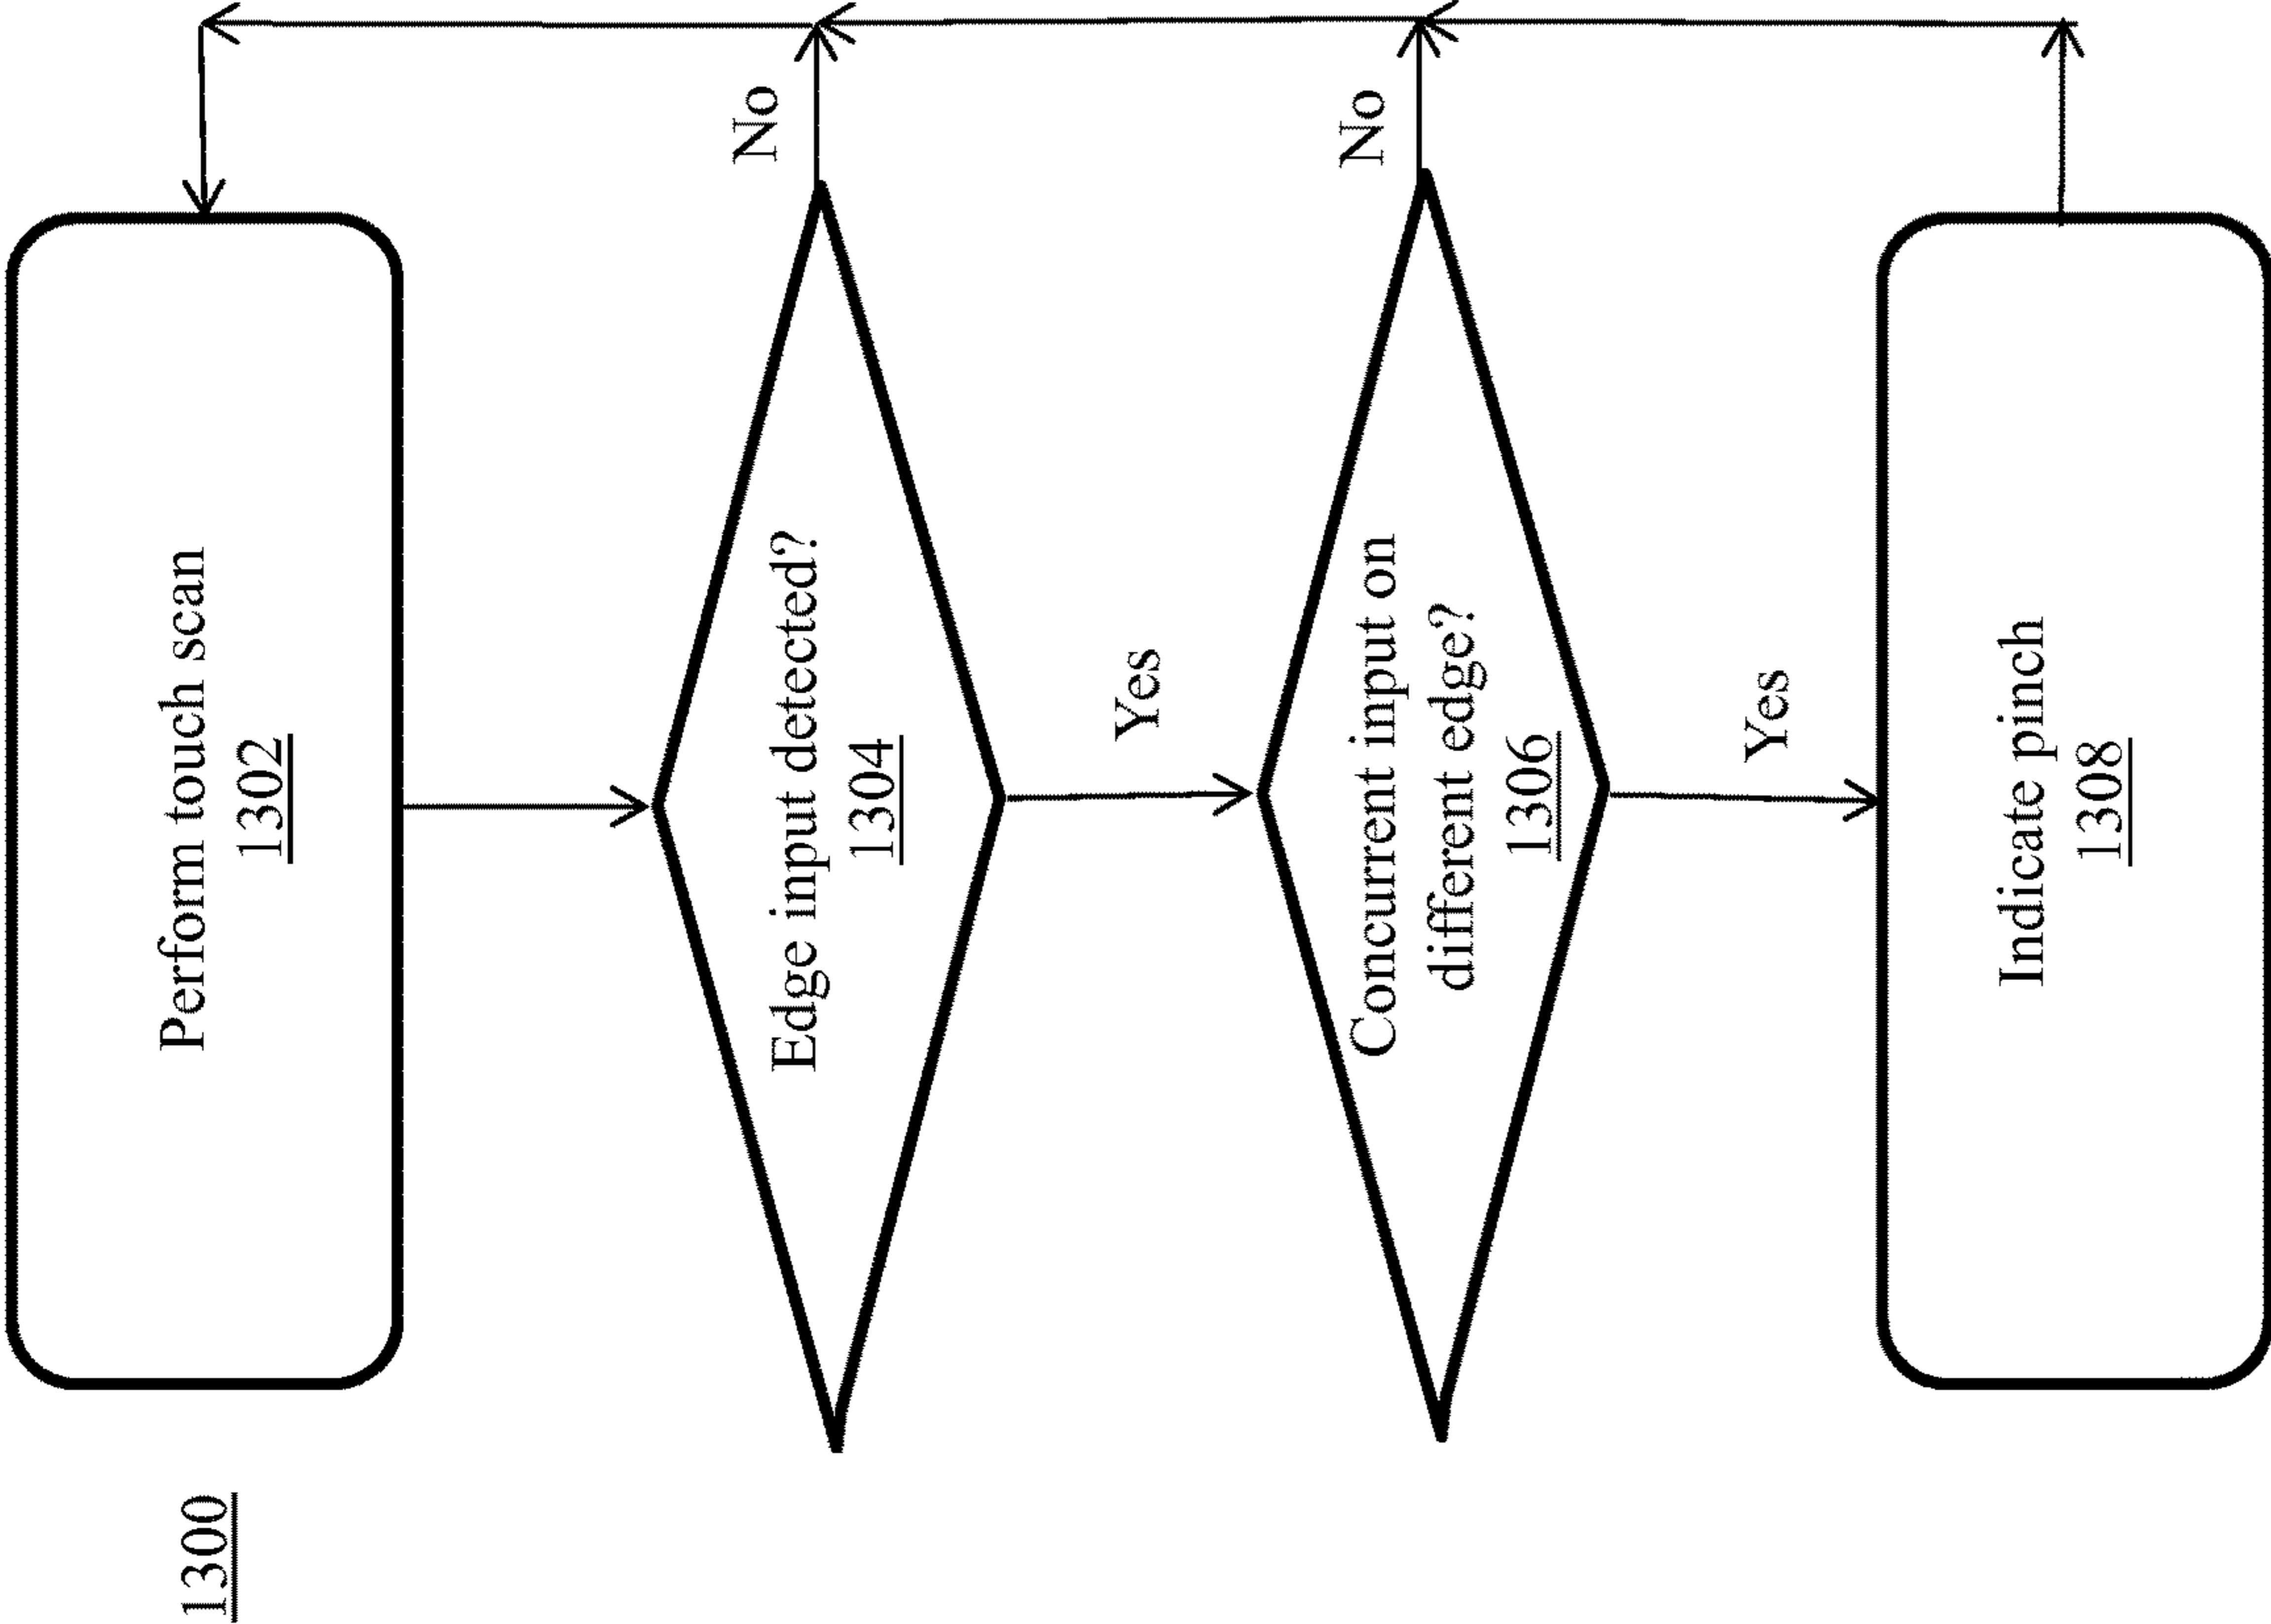 1300
Perform touch scan
1302
Edge input detected?
1304
No
Yes
Concurrent input on
different edge?
1306
No
Yes
Indicate pinch
1308